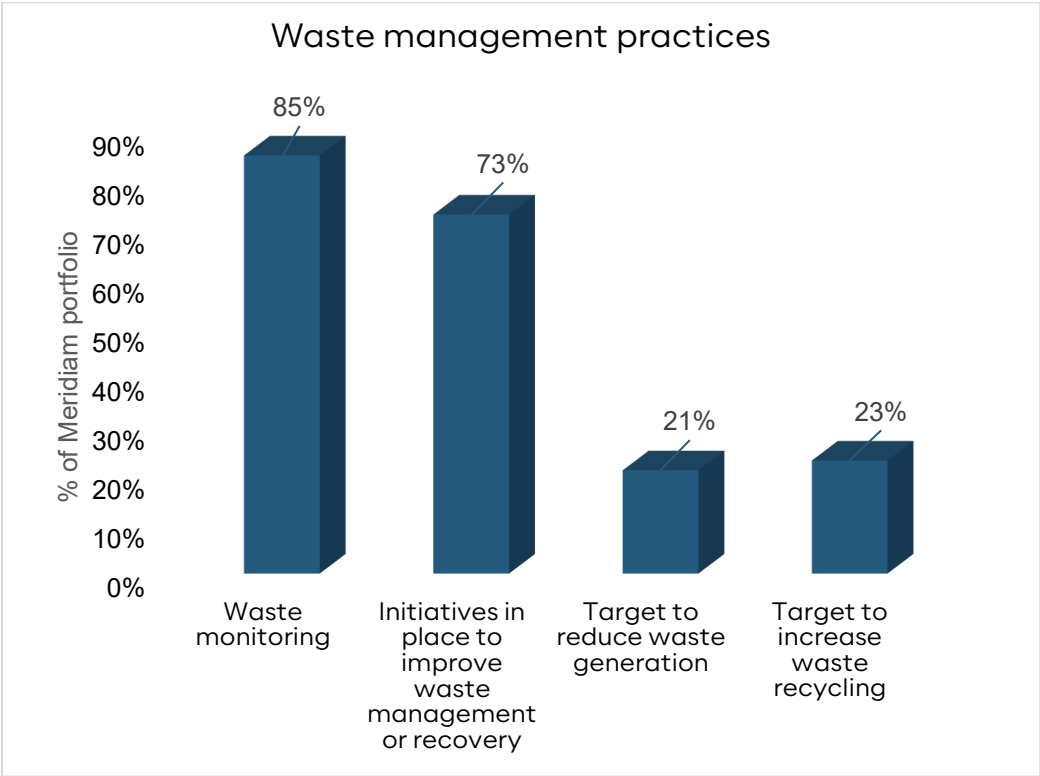 Waste management practices
85%
73%
21%
23%
90%
80%
70%
60%
50%
40%
30%
20%
10%
0%
% of Meridiam portfolio
Waste
monitoring
Initiatives in
place to
improve
waste
management
or recovery
Target to
reduce waste
generation
Target to
increase
waste
recycling